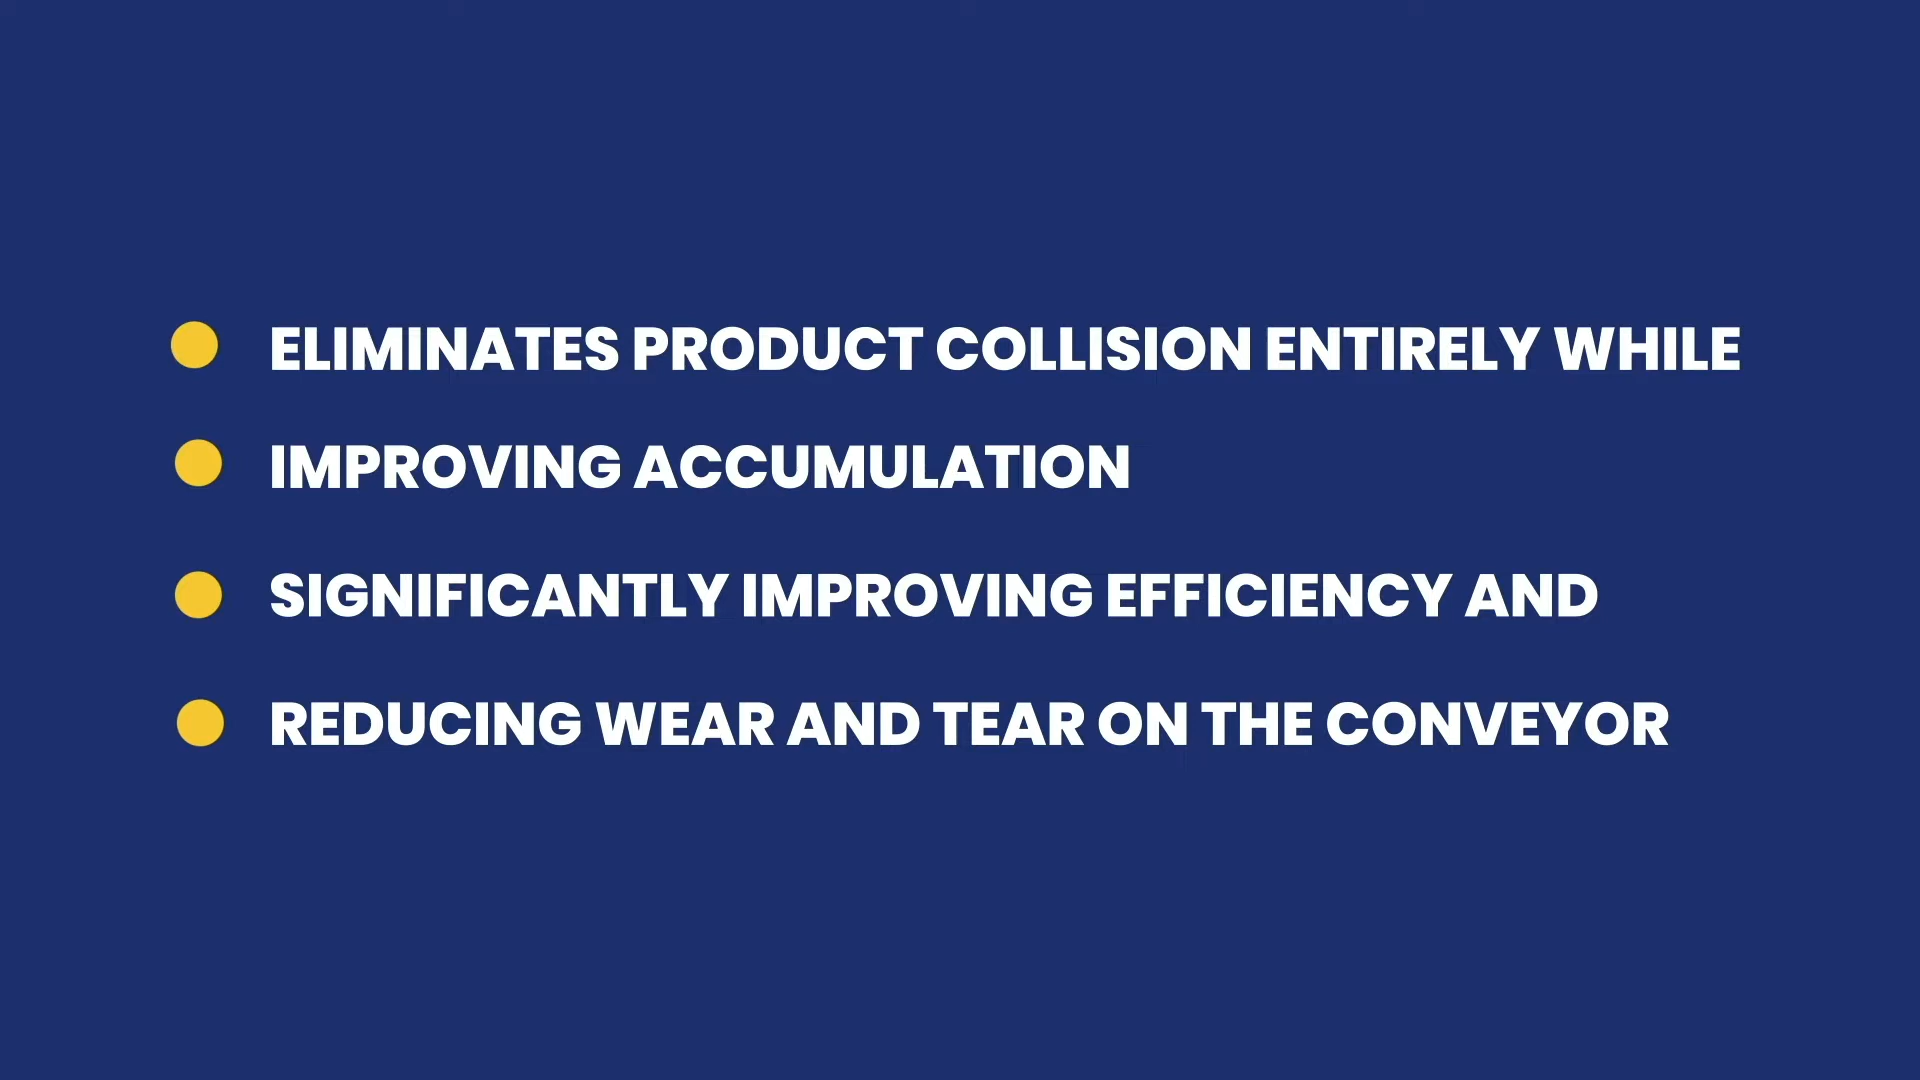 ELIMINATES PRODUCT COLLISION ENTIRELY WHILE
IMPROVING ACCUMULATION
SIGNIFICANTLY IMPROVING EFFICIENCY AND
REDUCING WEAR AND TEAR ON THE CONVEYOR